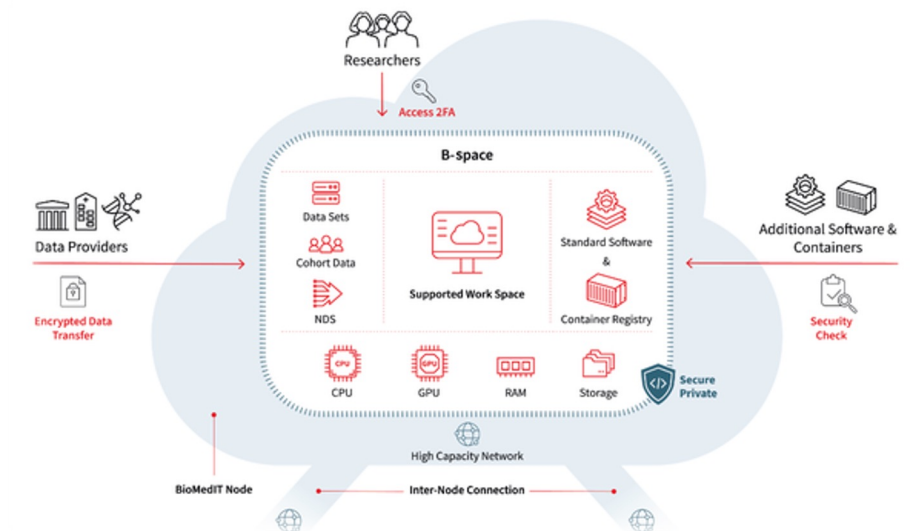 Researchers
Access 2FA
B-space
Data Sets
Cohort Data
NDS
Supported Work Space
Standard Software
&
Container Registry
Data Providers
Encrypted Data
Transfer
Additional Software &
Containers
Security
Check
CPU
GPU
CPU
GPU
RAM
Storage
Secure
Private
High Capacity Network
BioMedIT Node
Inter-Node Connection